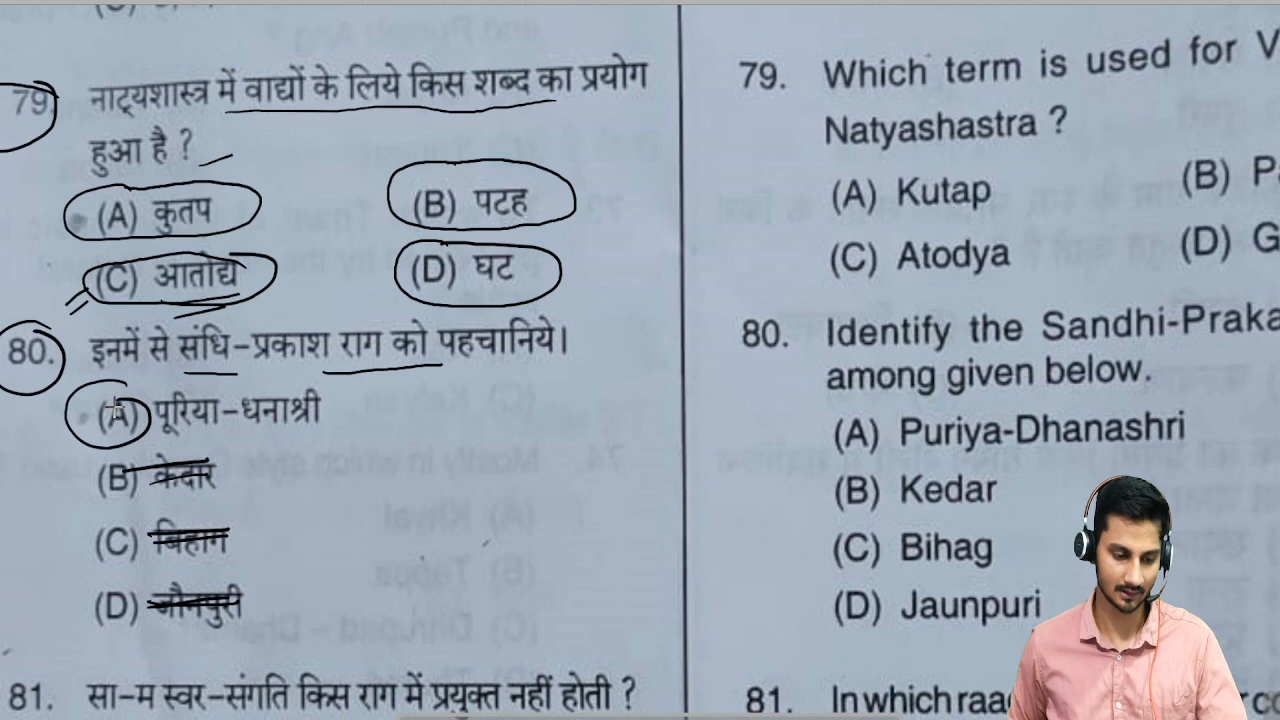 79. नाट्यशास्त्र में वाद्यों के लिये किस शब्द का प्रयोग
हुआ है ?
(A) कुतप (B) पटह
(C) आतोद्य (D) घट
80. इनमें से संधि-प्रकाश राग को पहचानिये।
(A) पूरिया-धनाश्री
(B) केदार
(C) बिहाग
(D) जौनपुरी
81. सा-म स्वर-संगति किस राग में प्रयुक्त नहीं होती ?
79. Which term is used for V
Natyashastra ?
(A) Kutap (B) P
(C) Atodya (D) G
80. Identify the Sandhi-Praka
among given below.
(A) Puriya-Dhanashri
(B) Kedar
(C) Bihag
(D) Jaunpuri
81. In which raa